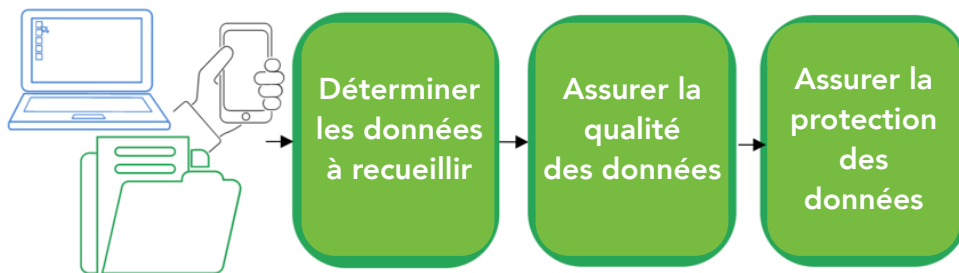 Déterminer
les données
à recueillir
Assurer la
qualité
des données
Assurer la
protection
des
données